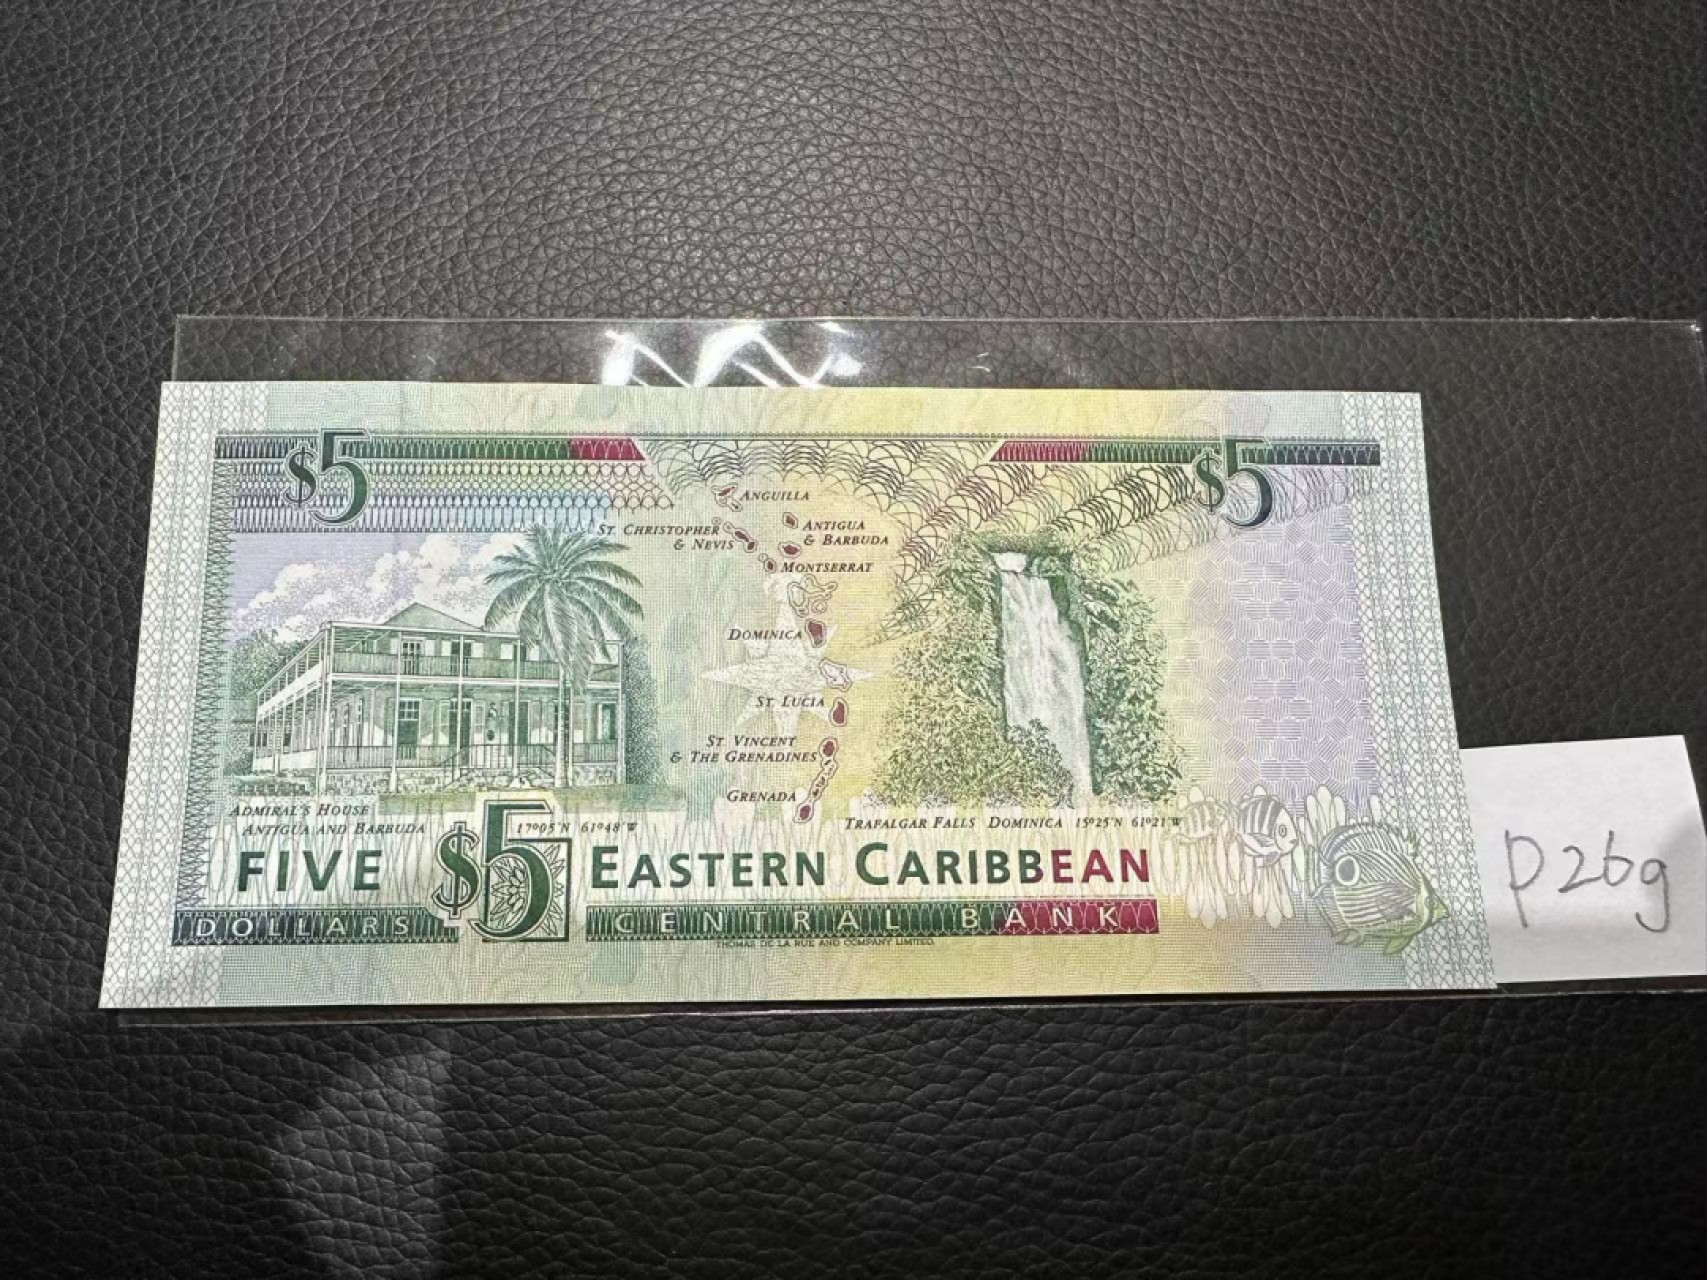 $5
$5
ANGUILLA
ST. CHRISTOPHER
& NEVIS
ANTIGUA
& BARBUDA
MONTSERRAT
DOMINICA
ST. LUCIA
ST. VINCENT
& THE GRENADINES
GRENADA
ADMIRAL'S HOUSE
ANTIGUA AND BARBUDA
17°05'N 61°48'W
TRAFALGAR FALLS DOMINICA 15°25'N 61°21'W
FIVE
DOLLARS
$5
EASTERN CARIBBEAN
CENTRAL BANK
THOMAS DE LA RUE AND COMPANY LIMITED.
P26g